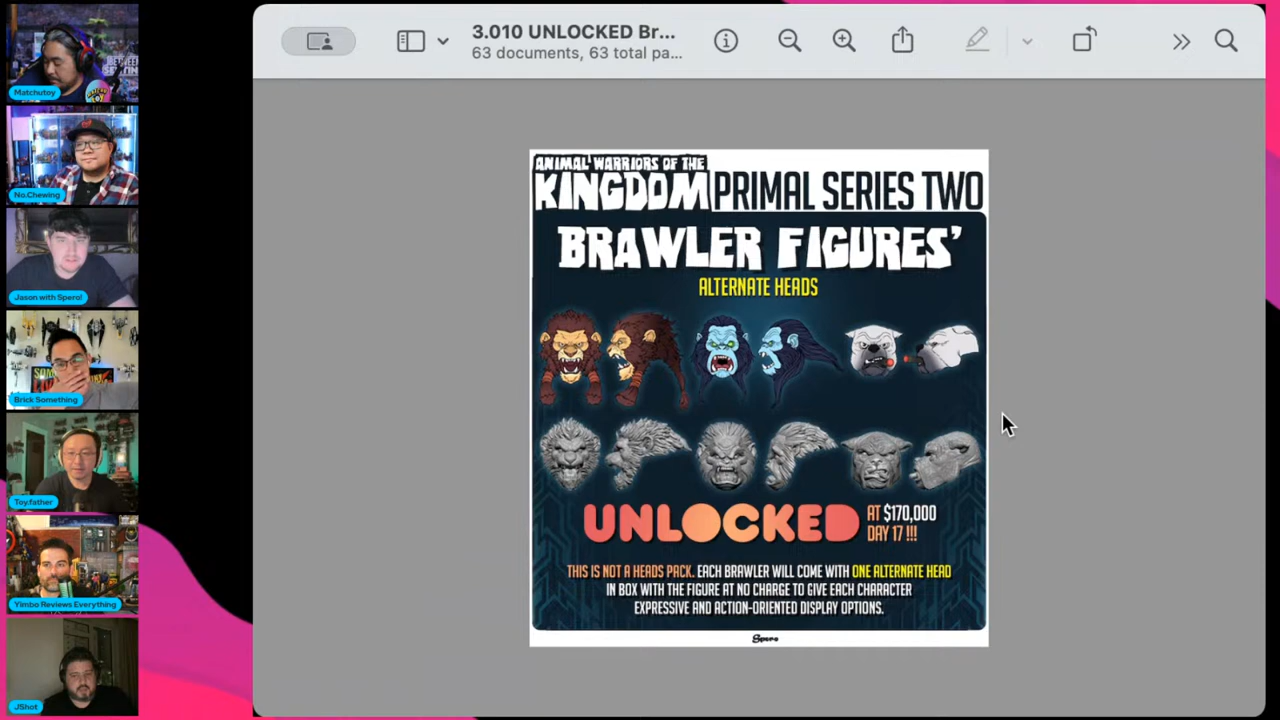 Matchutoy
No.Chewing
Jason with Spero!
Brick Something
Toy.father
Yimbo Reviews Everything
JShot
3.010 UNLOCKED Br...
63 documents, 63 total pa...
ANIMAL WARRIORS OF THE
KINGDOM PRIMAL SERIES TWO
BRAWLER FIGURES'
ALTERNATE HEADS
UNLOCKED AT $170,000
DAY 17 !!!
THIS IS NOT A HEADS PACK. EACH BRAWLER WILL COME WITH ONE ALTERNATE HEAD
IN BOX WITH THE FIGURE AT NO CHARGE TO GIVE EACH CHARACTER
EXPRESSIVE AND ACTION-ORIENTED DISPLAY OPTIONS.
Spero